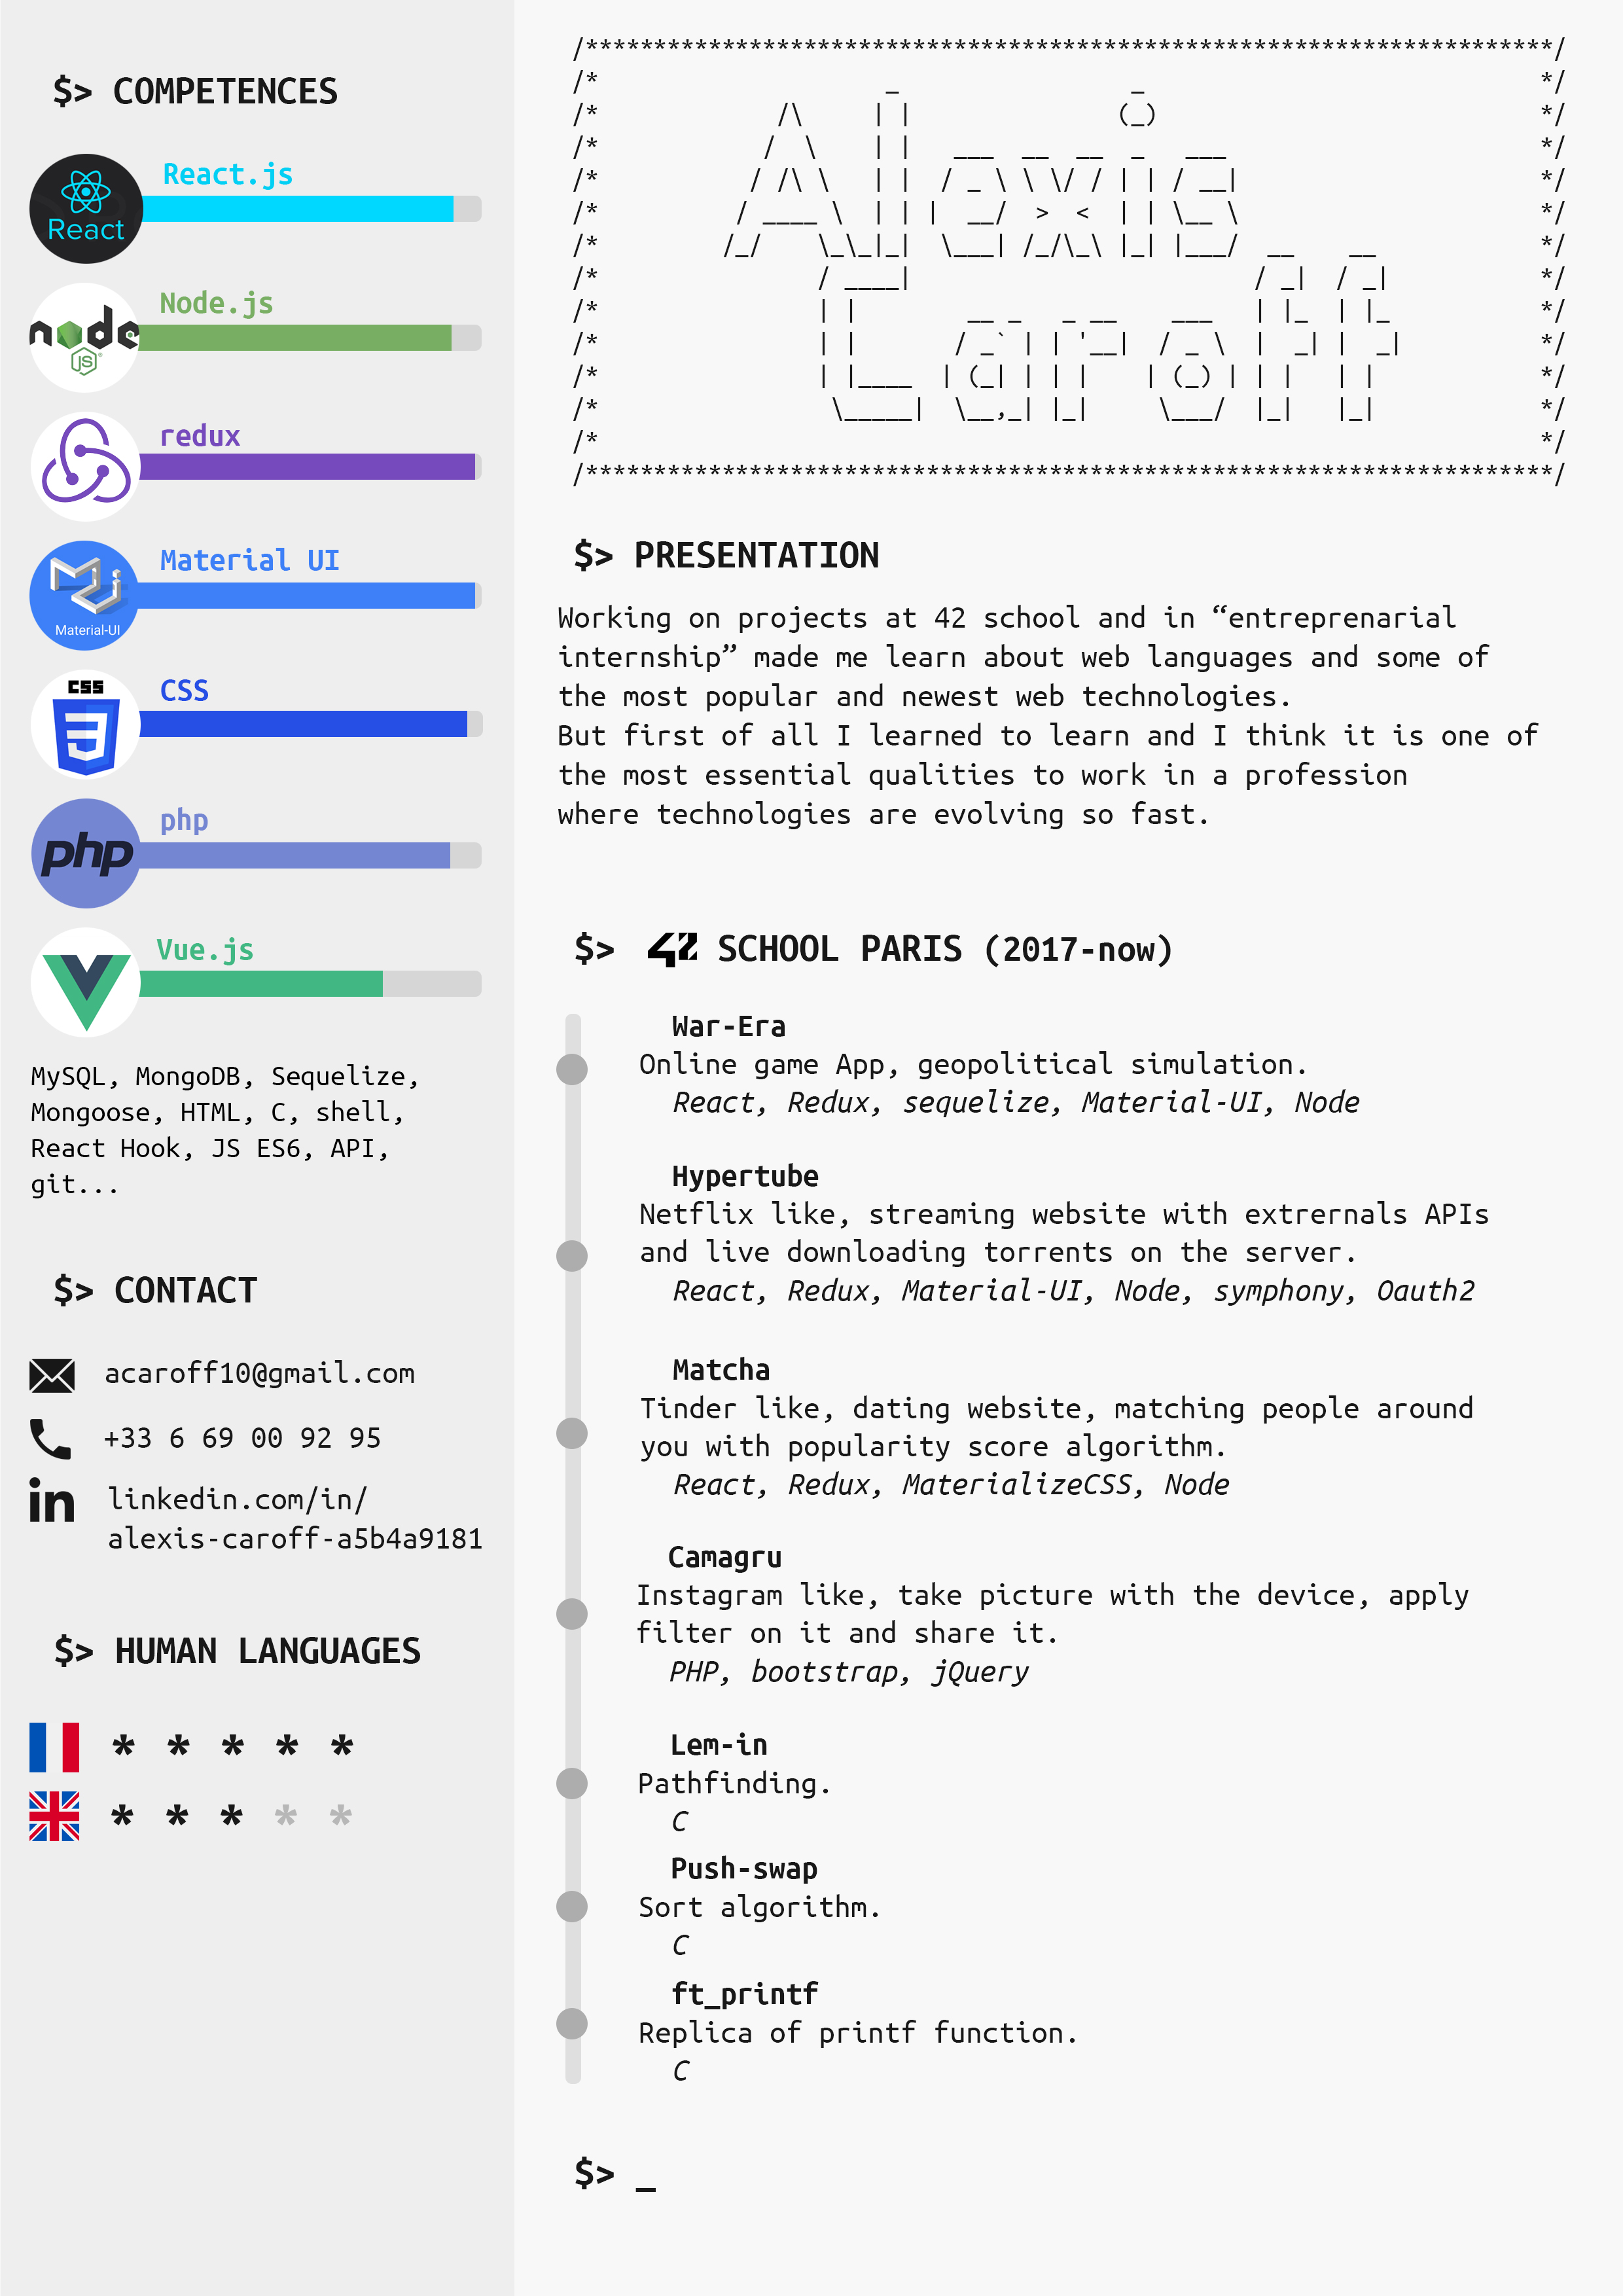 $> COMPETENCES
React
React.js
node
JS
Node.js
redux
Material-UI
Material UI
CSS
3
CSS
php
php
Vue.js
MySQL, MongoDB, Sequelize,
Mongoose, HTML, C, shell,
React Hook, JS ES6, API,
git...
$> CONTACT
acaroff10@gmail.com
+33 6 69 00 92 95
in
linkedin.com/in/
alexis-caroff-a5b4a9181
$> HUMAN LANGUAGES
* * * * *
* * * * *
Alexis
Caroff
$> PRESENTATION
Working on projects at 42 school and in “entreprenarial
internship” made me learn about web languages and some of
the most popular and newest web technologies.
But first of all I learned to learn and I think it is one of
the most essential qualities to work in a profession
where technologies are evolving so fast.
$> 42 SCHOOL PARIS (2017-now)
War-Era
Online game App, geopolitical simulation.
React, Redux, sequelize, Material-UI, Node
Hypertube
Netflix like, streaming website with extrernals APIs
and live downloading torrents on the server.
React, Redux, Material-UI, Node, symphony, Oauth2
Matcha
Tinder like, dating website, matching people around
you with popularity score algorithm.
React, Redux, MaterializeCSS, Node
Camagru
Instagram like, take picture with the device, apply
filter on it and share it.
PHP, bootstrap, jQuery
Lem-in
Pathfinding.
C
Push-swap
Sort algorithm.
C
ft_printf
Replica of printf function.
C
$> _